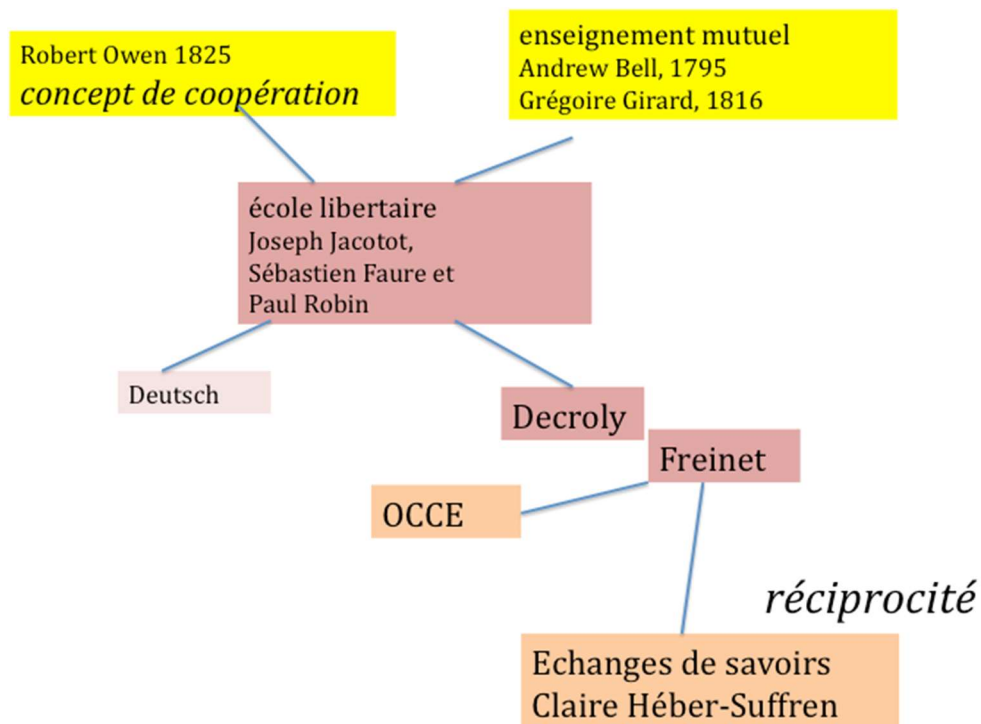 Robert Owen 1825
concept de coopération
enseignement mutuel
Andrew Bell, 1795
Grégoire Girard, 1816
école libertaire
Joseph Jacotot,
Sébastien Faure et
Paul Robin
Deutsch
Decroly
Freinet
OCCE
réciprocité
Echanges de savoirs
Claire Héber-Suffren